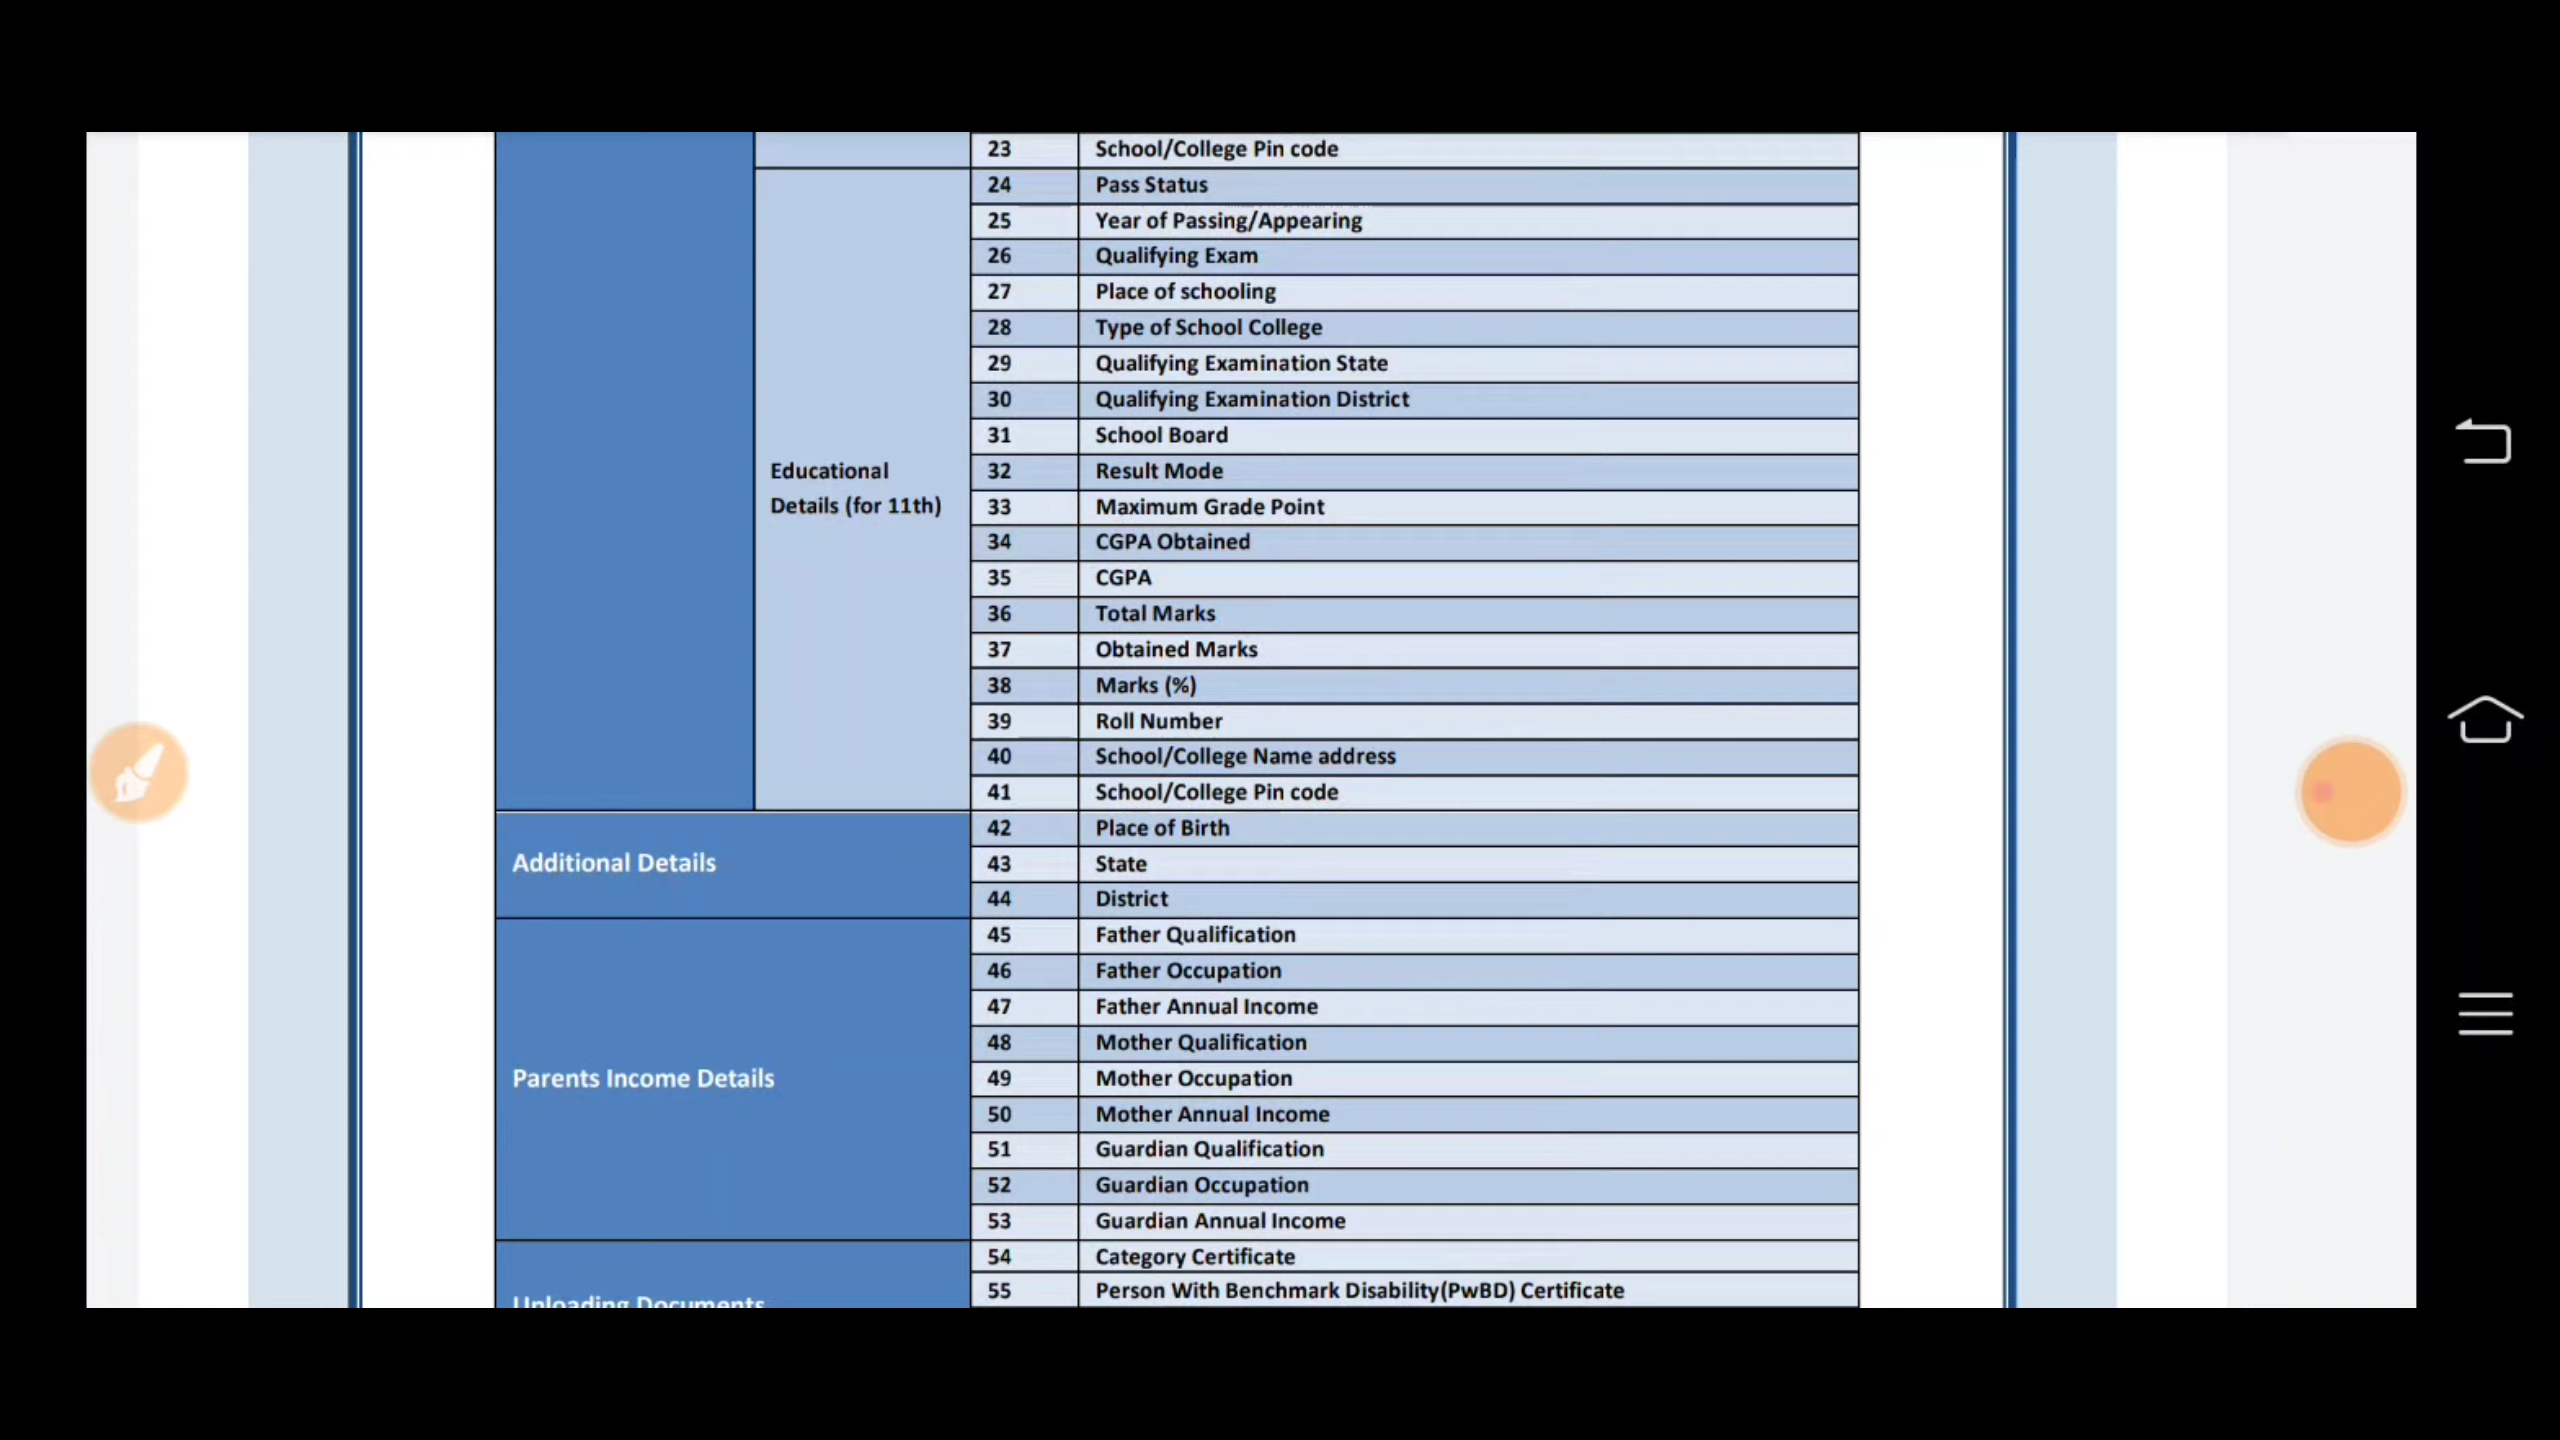 23 School/College Pin code
24 Pass Status
25 Year of Passing/Appearing
26 Qualifying Exam
27 Place of schooling
28 Type of School College
29 Qualifying Examination State
30 Qualifying Examination District
31 School Board
Educational
Details (for 11th)
32 Result Mode
33 Maximum Grade Point
34 CGPA Obtained
35 CGPA
36 Total Marks
37 Obtained Marks
38 Marks (%)
39 Roll Number
40 School/College Name address
41 School/College Pin code
Additional Details
42 Place of Birth
43 State
44 District
Parents Income Details
45 Father Qualification
46 Father Occupation
47 Father Annual Income
48 Mother Qualification
49 Mother Occupation
50 Mother Annual Income
51 Guardian Qualification
52 Guardian Occupation
53 Guardian Annual Income
Uploading Documents
54 Category Certificate
55 Person With Benchmark Disability(PwBD) Certificate